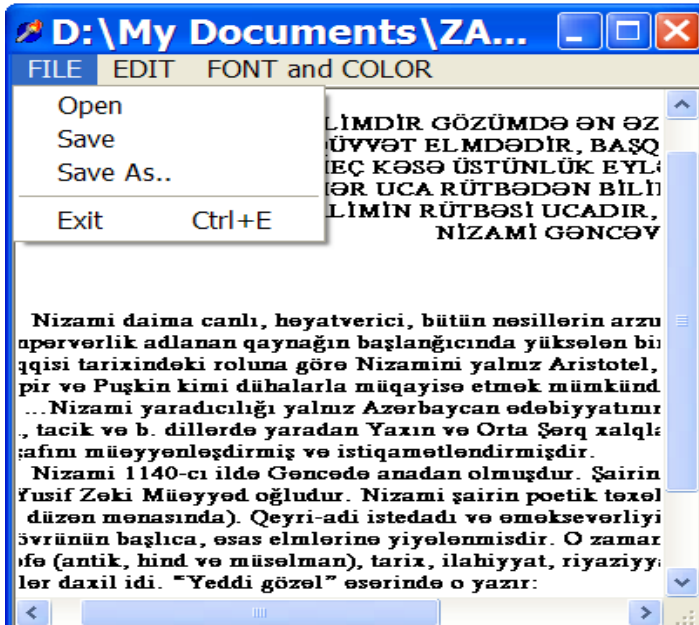 D:\My Documents\ZA...
FILE EDIT FONT and COLOR
Open
Save
Save As..
Exit Ctrl+E
LİMDİR GÖZÜMDƏ ƏN ƏZ
ÜVVƏT ELMDƏDİR, BAŞQ
EÇ KƏSƏ ÜSTÜNLÜK EYL
ƏR UCA RÜTBƏDƏN BİLİ
LİMİN RÜTBƏSİ UCADIR,
NİZAMİ GƏNCƏV
Nizami daima canlı, həyatverici, bütün nəsillərin arzu
npərvərlik adlanan qaynağın başlanğıcında yüksələn bi
qqisi tarixindəki roluna görə Nizamini yalnız Aristotel,
pir və Puşkin kimi dühalarla müqayisə etmək mümkünd
...Nizami yaradıcılığı yalnız Azərbaycan ədəbiyyatının
, tacik və b. dillərdə yaradan Yaxın və Orta Şərq xalqla
şafını müəyyənləşdirmiş və istiqamətləndirmişdir.
Nizami 1140-cı ildə Gəncədə anadan olmuşdur. Şairin
Yusif Zəki Müəyyəd oğludur. Nizami şairin poetik təxəl
düzən mənasında). Qeyri-adi istedadı və əməksevərliyi
övrünün başlıca, əsas elmlərinə yiyələnmisdir. O zaman
fə (antik, hind və müsəlman), tarix, ilahiyyat, riyaziyy
lər daxil idi. “Yeddi gözəl” əsərində o yazır: